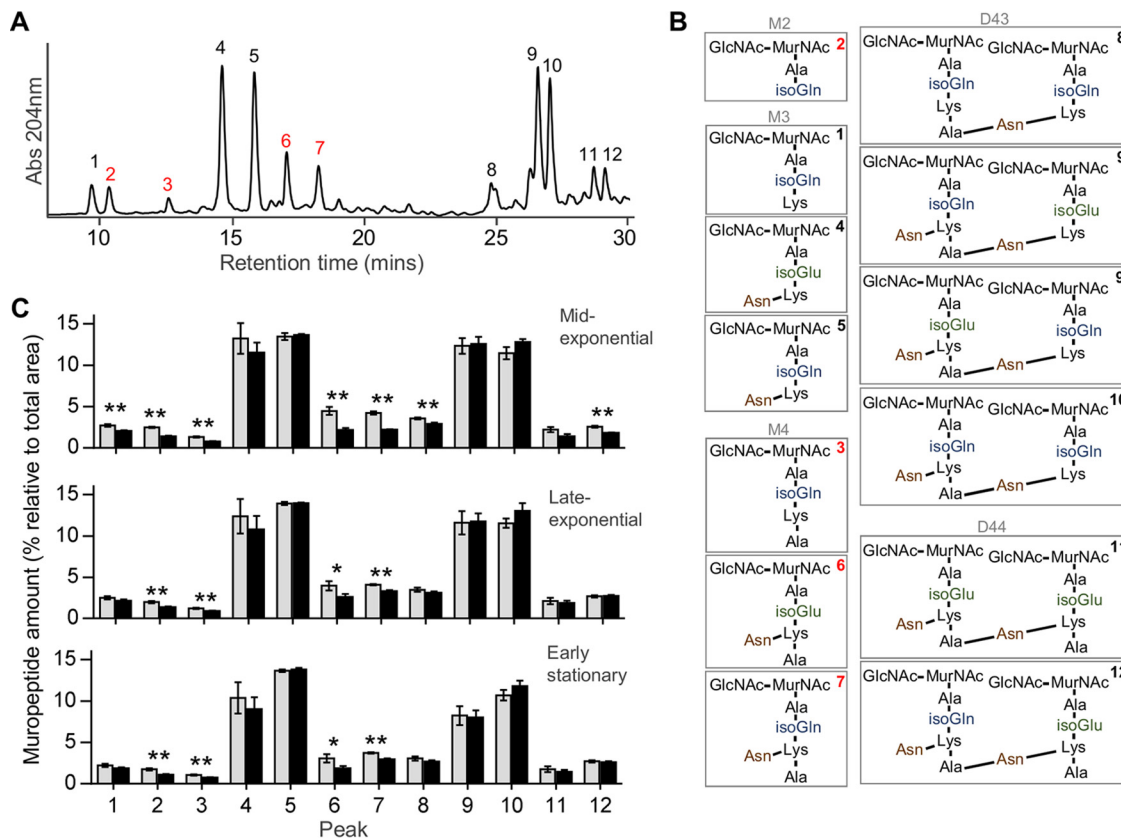 A
Abs 204nm
1
2
3
4
5
6
7
8
9
10
11
12
10
15
20
25
30
Retention time (mins)
B
M2
GlcNAc–MurNAc 2
Ala
isoGln
M3
GlcNAc–MurNAc 1
Ala
isoGln
Lys
GlcNAc–MurNAc 4
Ala
isoGlu
Asn Lys
GlcNAc–MurNAc 5
Ala
isoGln
Asn Lys
M4
GlcNAc–MurNAc 3
Ala
isoGln
Lys
Ala
GlcNAc–MurNAc 6
Ala
isoGlu
Asn Lys
Ala
GlcNAc–MurNAc 7
Ala
isoGln
Asn Lys
Ala
D43
GlcNAc–MurNAc GlcNAc–MurNAc 8
Ala Ala
isoGln isoGln
Lys Lys
Ala Asn
GlcNAc–MurNAc GlcNAc–MurNAc 9
Ala Ala
isoGln isoGlu
Asn Lys Lys
Ala Asn
GlcNAc–MurNAc GlcNAc–MurNAc 9
Ala Ala
isoGlu isoGln
Asn Lys Lys
Ala Asn
GlcNAc–MurNAc GlcNAc–MurNAc 10
Ala Ala
isoGln isoGln
Asn Lys Lys
Ala Asn
D44
GlcNAc–MurNAc GlcNAc–MurNAc 11
Ala Ala
isoGlu isoGlu
Asn Lys Lys
Ala Asn Ala
GlcNAc–MurNAc GlcNAc–MurNAc 12
Ala Ala
isoGln isoGlu
Asn Lys Lys
Ala Asn Ala
C
Muropeptide amount (% relative to total area)
Mid-
exponential
15
10
5
0
** ** ** ** ** ** **
Late-
exponential
15
10
5
0
** ** * **
Early
stationary
15
10
5
0
** ** * **
1 2 3 4 5 6 7 8 9 10 11 12
Peak